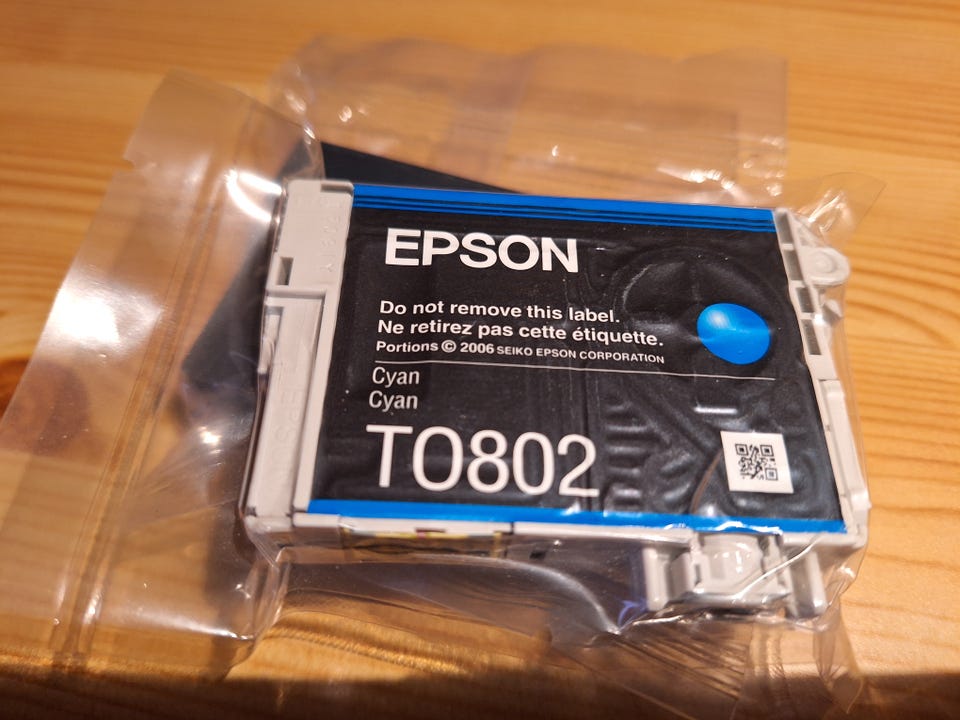 EPSON
Do not remove this label.
Ne retirez pas cette étiquette.
Portions © 2006 SEIKO EPSON CORPORATION
Cyan
Cyan
T0802